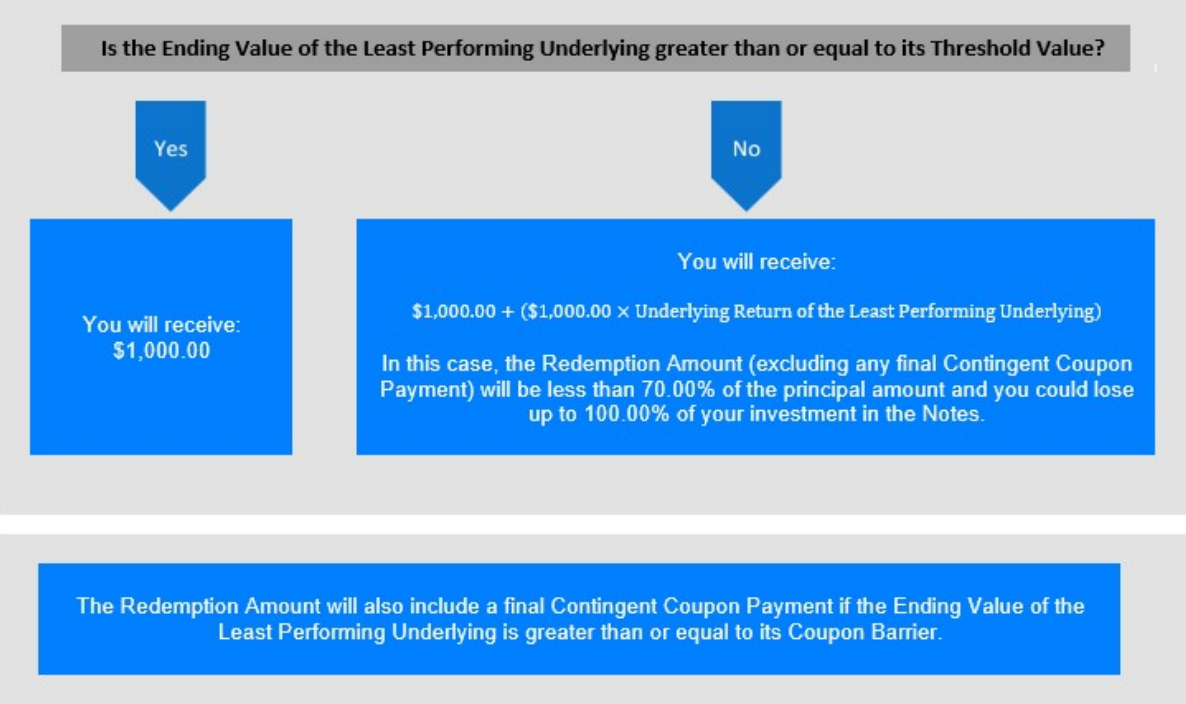 Is the Ending Value of the Least Performing Underlying greater than or equal to its Threshold Value?
Yes
No
You will receive:
$1,000.00
You will receive:
$1,000.00 + ($1,000.00 × Underlying Return of the Least Performing Underlying)
In this case, the Redemption Amount (excluding any final Contingent Coupon
Payment) will be less than 70.00% of the principal amount and you could lose
up to 100.00% of your investment in the Notes.
The Redemption Amount will also include a final Contingent Coupon Payment if the Ending Value of the
Least Performing Underlying is greater than or equal to its Coupon Barrier.